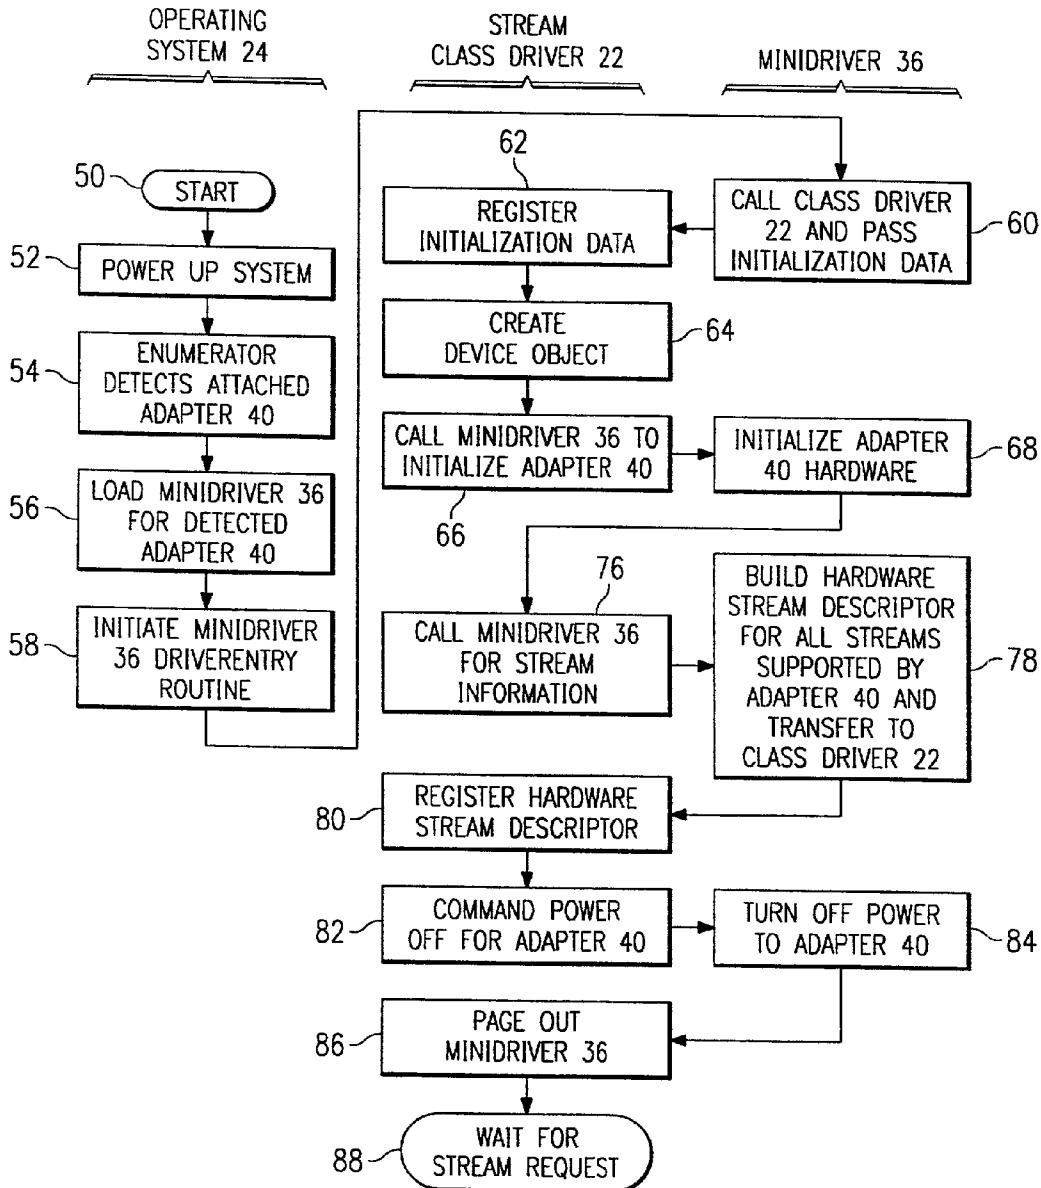 OPERATING
SYSTEM 24
STREAM
CLASS DRIVER 22
MINIDRIVER 36
50
START
52
POWER UP SYSTEM
54
ENUMERATOR
DETECTS ATTACHED
ADAPTER 40
56
LOAD MINIDRIVER 36
FOR DETECTED
ADAPTER 40
58
INITIATE MINIDRIVER
36 DRIVERENTRY
ROUTINE
60
CALL CLASS DRIVER
22 AND PASS
INITIALIZATION DATA
62
REGISTER
INITIALIZATION DATA
64
CREATE
DEVICE OBJECT
66
CALL MINIDRIVER 36 TO
INITIALIZE ADAPTER 40
68
INITIALIZE ADAPTER
40 HARDWARE
76
CALL MINIDRIVER 36
FOR STREAM
INFORMATION
78
BUILD HARDWARE
STREAM DESCRIPTOR
FOR ALL STREAMS
SUPPORTED BY
ADAPTER 40 AND
TRANSFER TO
CLASS DRIVER 22
80
REGISTER HARDWARE
STREAM DESCRIPTOR
82
COMMAND POWER
OFF FOR ADAPTER 40
84
TURN OFF POWER
TO ADAPTER 40
86
PAGE OUT
MINIDRIVER 36
88
WAIT FOR
STREAM REQUEST